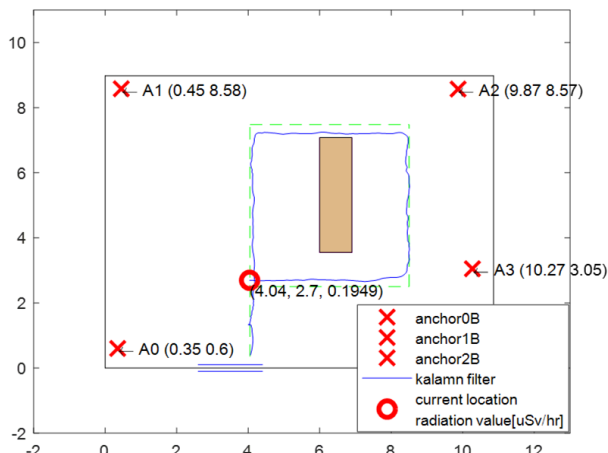 10
8
6
4
2
0
-2
-2
0
2
4
6
8
10
12
A1 (0.45 8.58)
A2 (9.87 8.57)
A3 (10.27 3.05)
(4.04, 2.7, 0.1949)
A0 (0.35 0.6)
anchor0B
anchor1B
anchor2B
kalamn filter
current location
radiation value[uSv/hr]